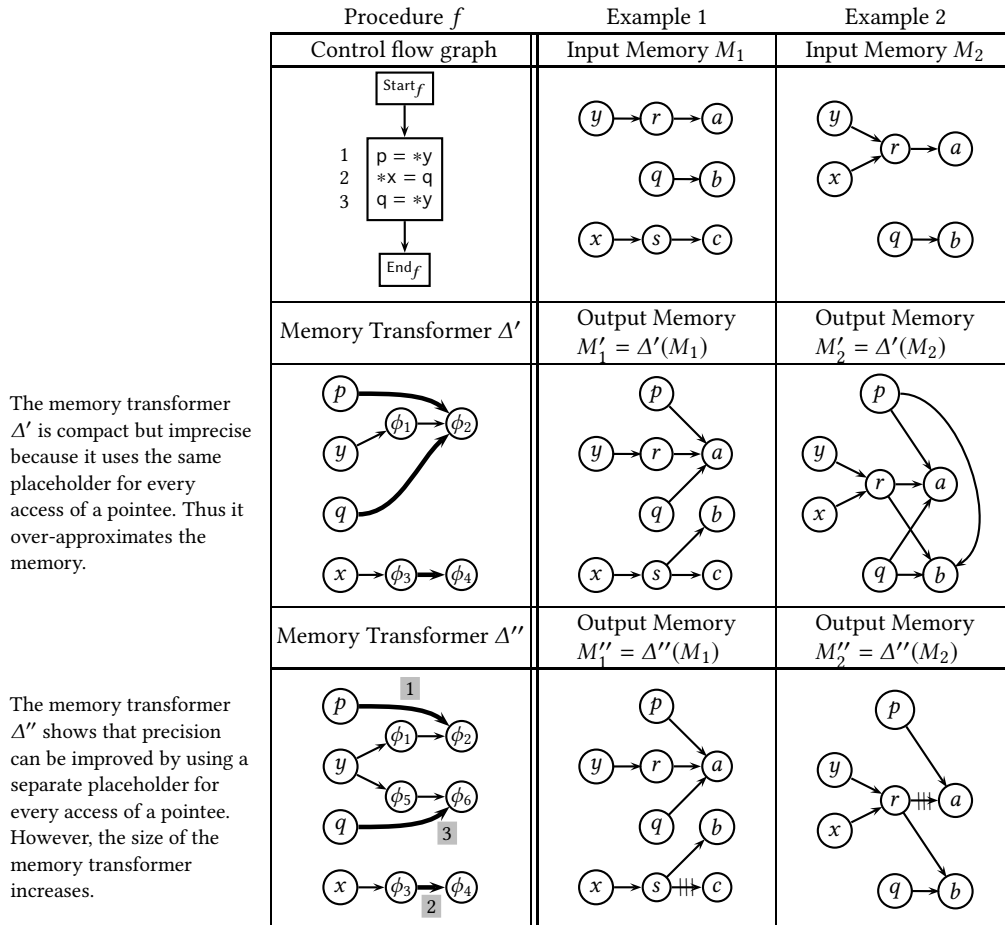 Procedure f
Example 1
Example 2
Control flow graph
Input Memory M₁
Input Memory M₂
Start_f
1 p = *y
2 *x = q
3 q = *y
End_f
y r a
q b
x s c
y
r a
x
q b
Memory Transformer Δ′
Output Memory
M′₁ = Δ′(M₁)
Output Memory
M′₂ = Δ′(M₂)
The memory transformer
Δ′ is compact but imprecise
because it uses the same
placeholder for every
access of a pointee. Thus it
over-approximates the
memory.
p
ϕ₁ ϕ₂
y
q
x ϕ₃ ϕ₄
p
y r a
q b
x s c
p
y
r a
x
q b
Memory Transformer Δ′′
Output Memory
M′′₁ = Δ′′(M₁)
Output Memory
M′′₂ = Δ′′(M₂)
The memory transformer
Δ′′ shows that precision
can be improved by using a
separate placeholder for
every access of a pointee.
However, the size of the
memory transformer
increases.
1
p
ϕ₁ ϕ₂
y
ϕ₅ ϕ₆
q 3
x ϕ₃ ϕ₄
2
p
y r a
q b
x s c
p
y
r a
x
q b